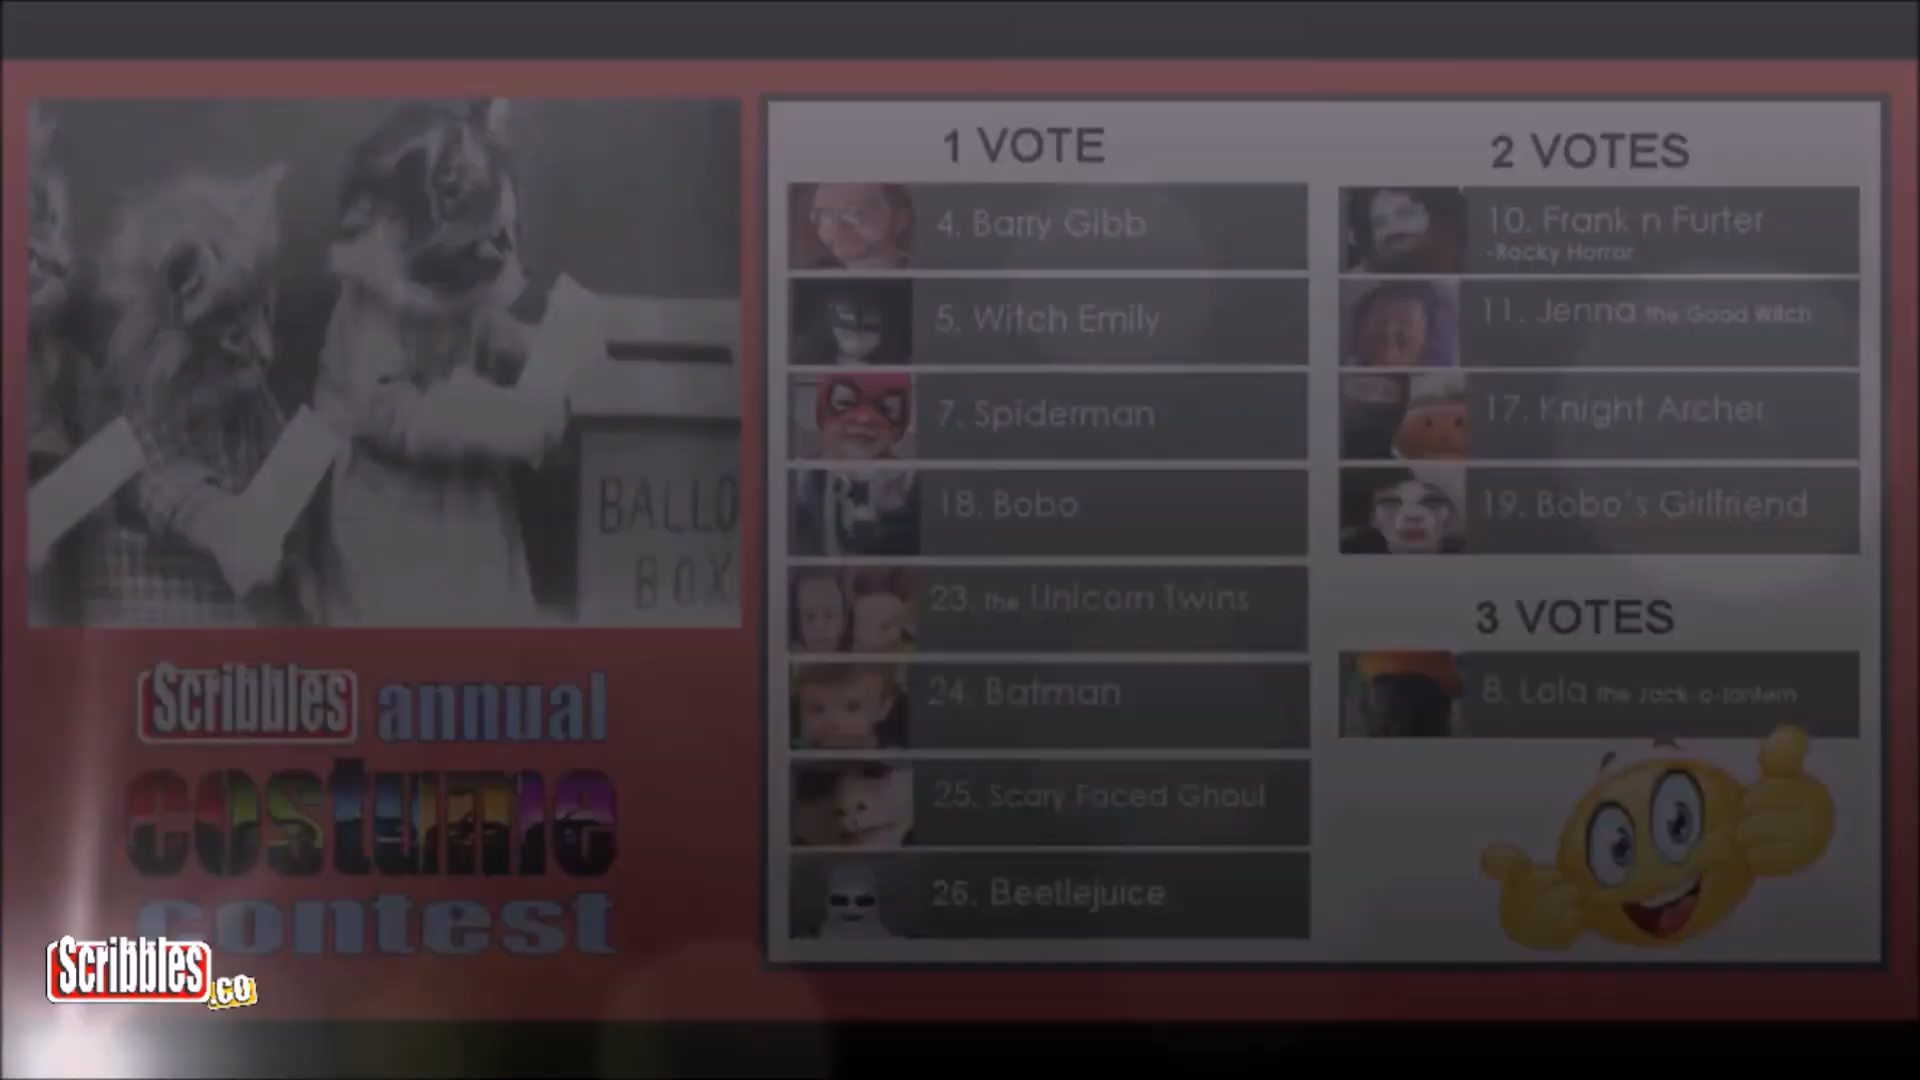 BALLO
BOX
Scribbles annual
costume
contest
Scribbles.co
1 VOTE
4. Barry Gibb
5. Witch Emily
7. Spiderman
18. Bobo
23. the Unicorn Twins
24. Batman
25. Scary Faced Ghoul
26. Beetlejuice
2 VOTES
10. Frank n Furter
-Rocky Horror
11. Jenna the Good Witch
17. Knight Archer
19. Bobo's Girlfriend
3 VOTES
8. Lola the Jack-o-lantern